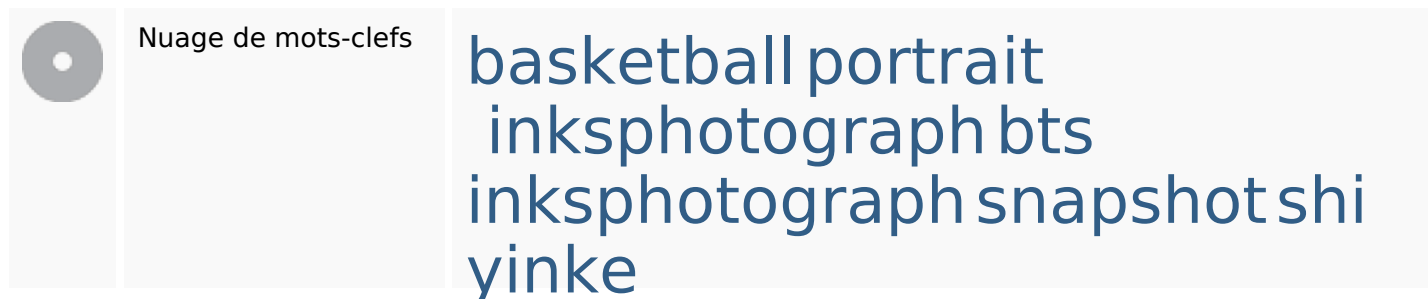 Nuage de mots-clefs
basketball portrait
inksphotograph bts
inksphotograph snapshot shi
yinke